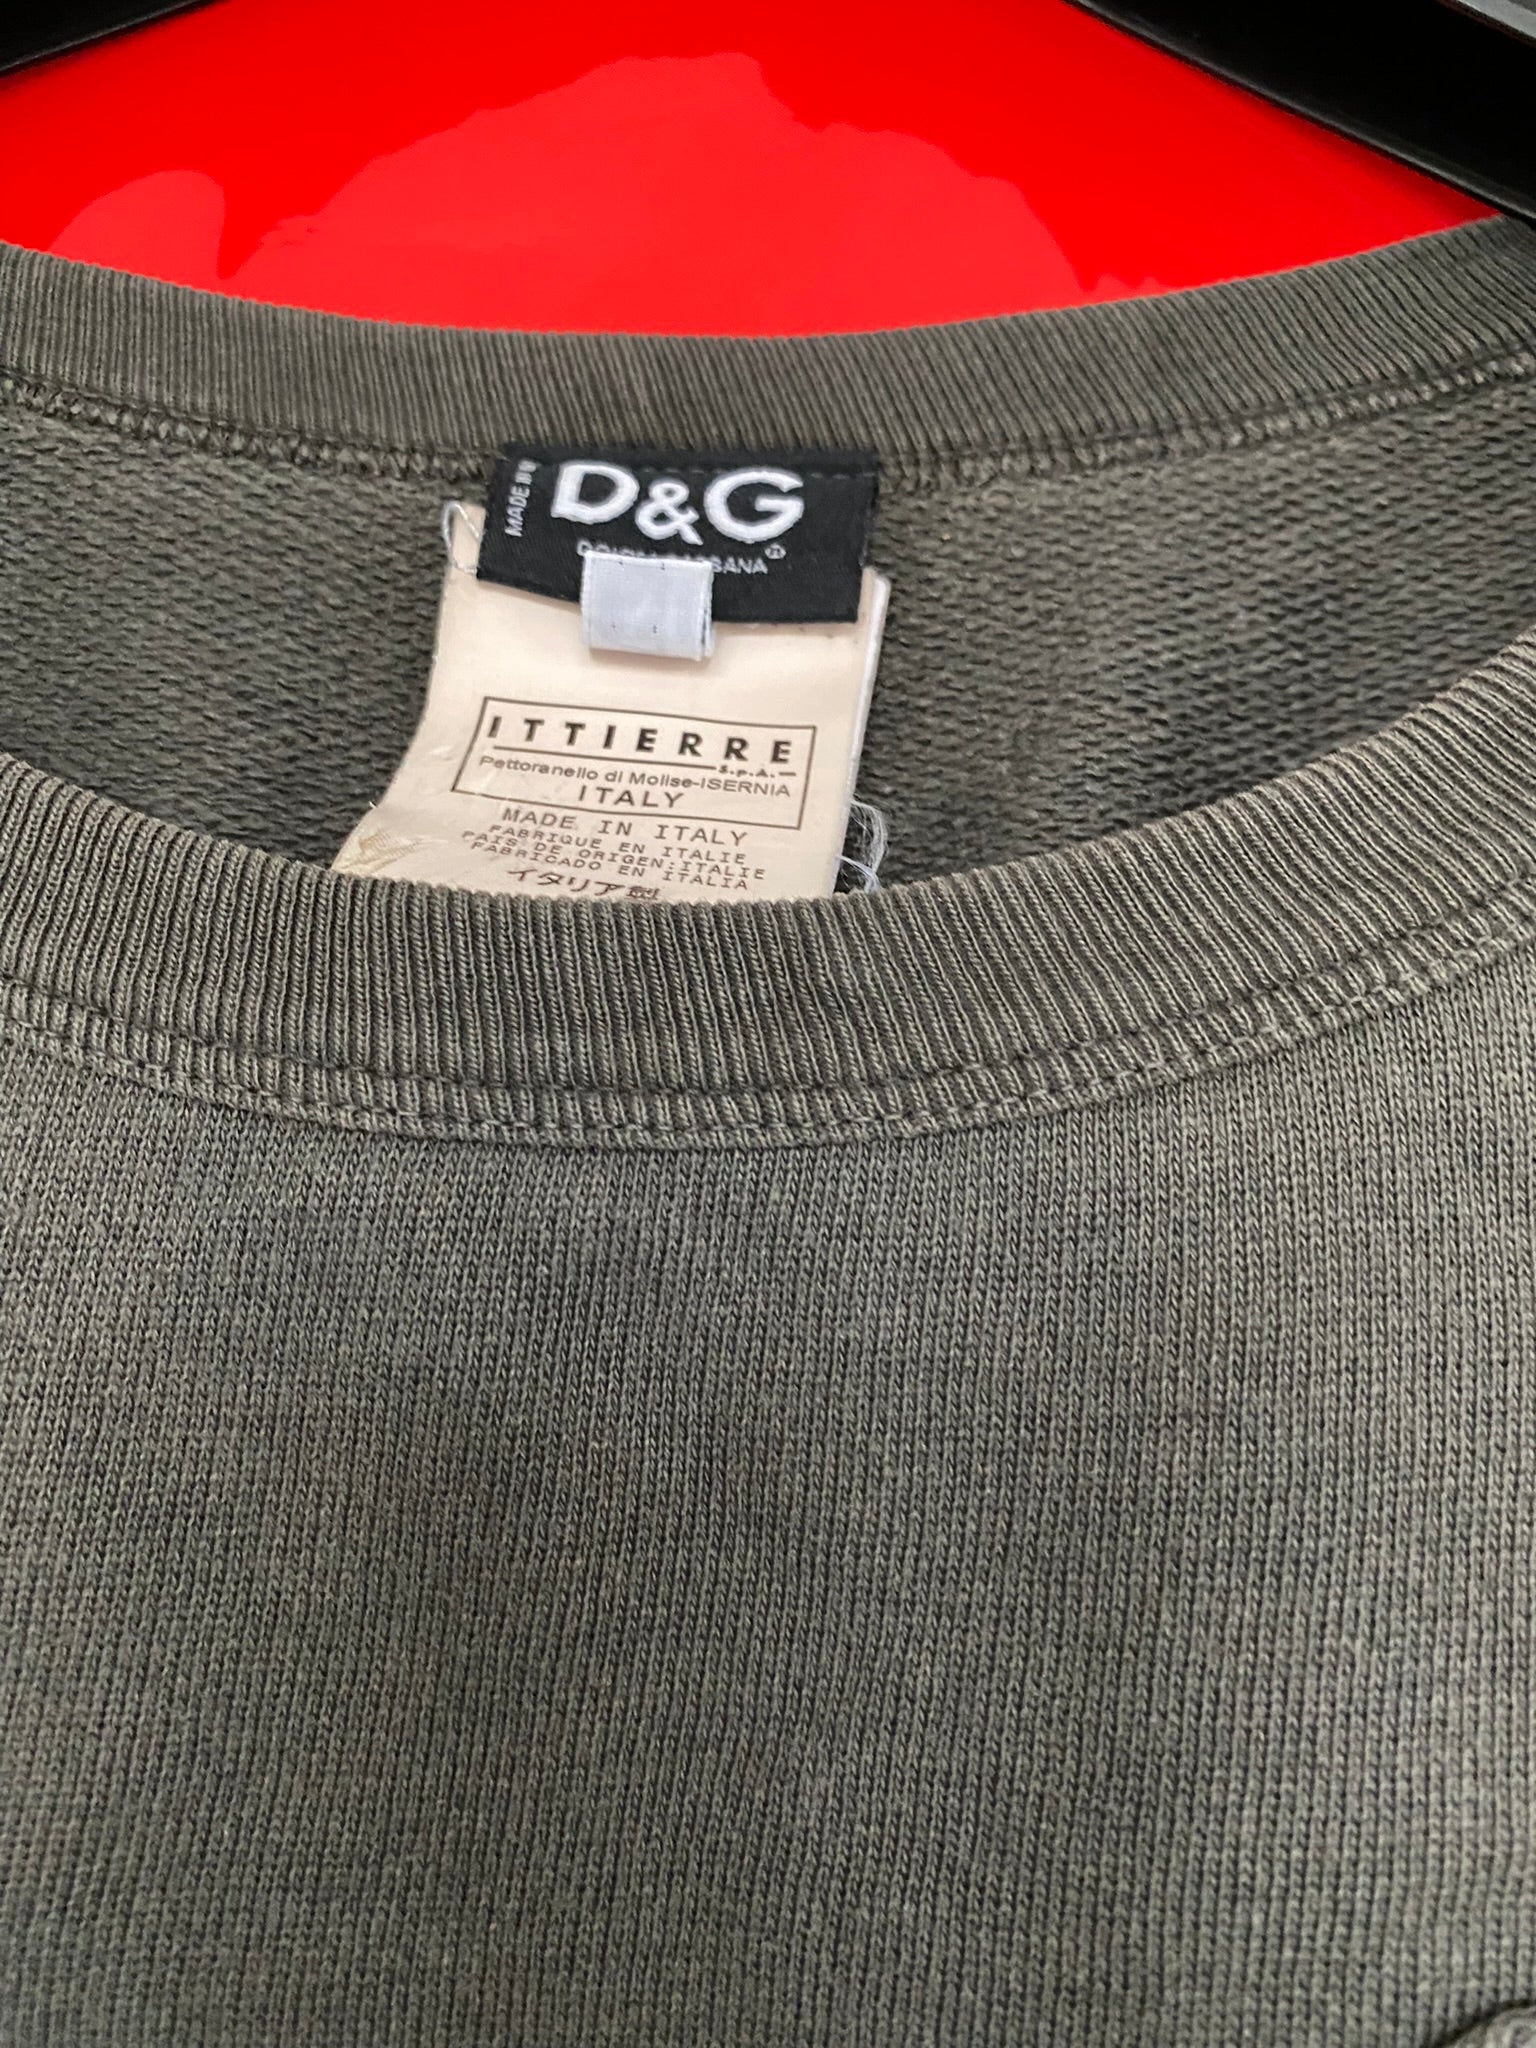 MADE BY
D&G
ITTIERRE
S.p.A.
Pettoranello di Molise-ISERNIA
ITALY
MADE IN ITALY
FABRIQUE EN ITALIE
PAIS DE ORIGEN:ITALIE
FABRICADO EN ITALIA
イタリア製